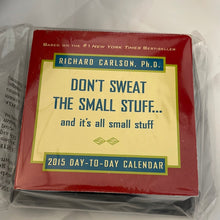 BASED ON THE #1 NEW YORK TIMES BESTSELLER
RICHARD CARLSON, PH.D.
DON'T SWEAT
THE SMALL STUFF...
and it's all small stuff
2015 DAY-TO-DAY CALENDAR